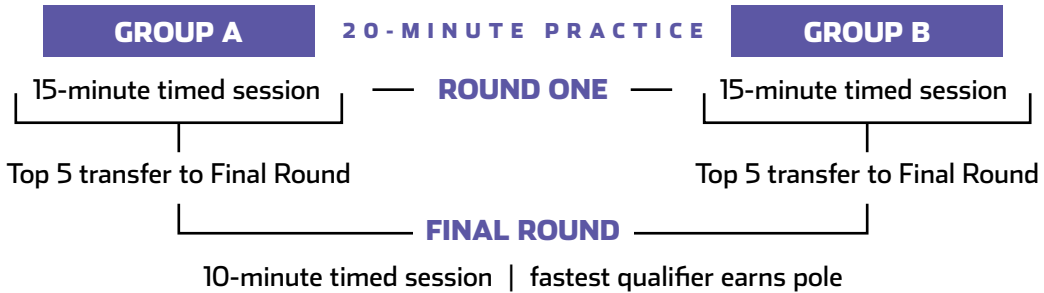 GROUP A 20-MINUTE PRACTICE GROUP B
15-minute timed session — ROUND ONE — 15-minute timed session
Top 5 transfer to Final Round Top 5 transfer to Final Round
FINAL ROUND
10-minute timed session | fastest qualifier earns pole